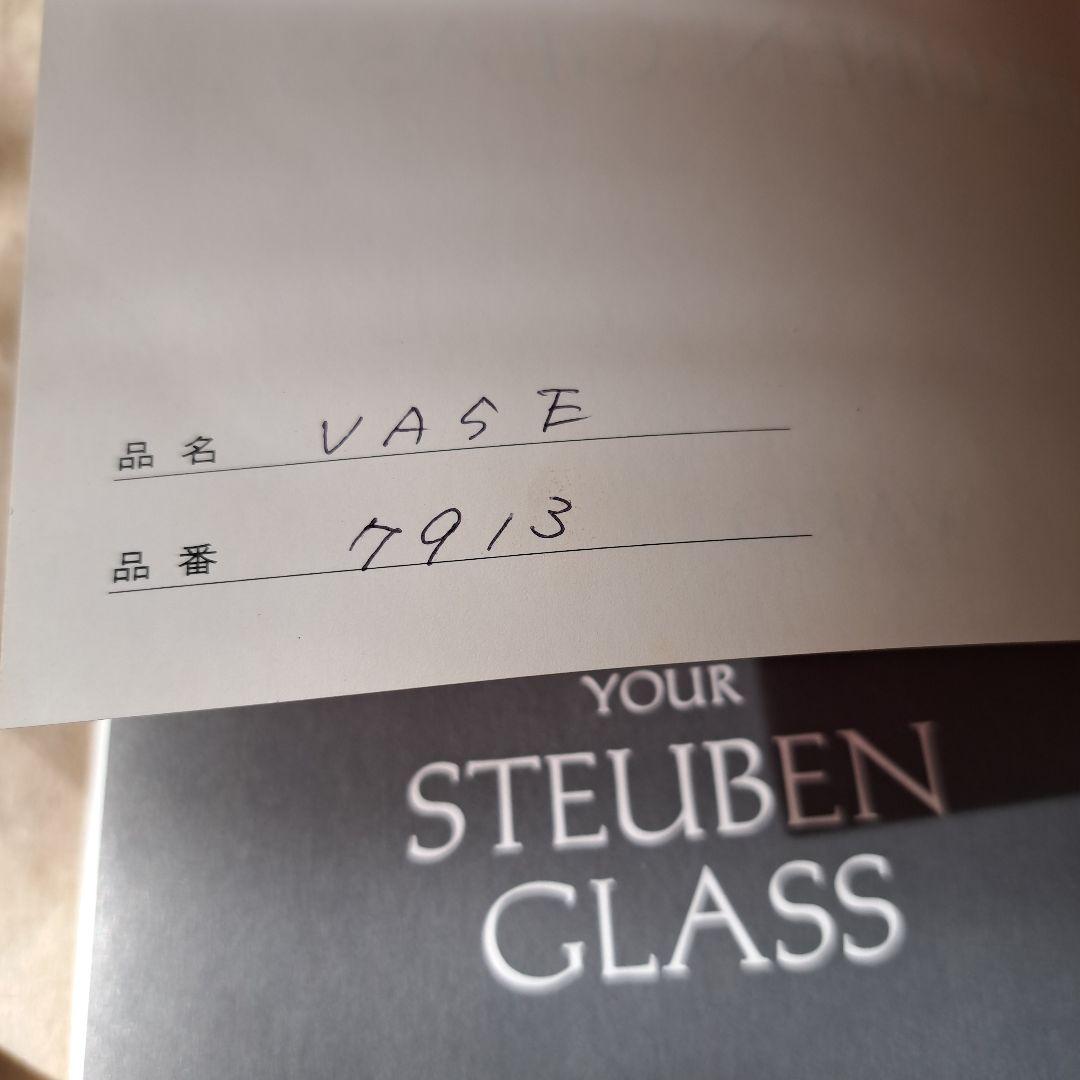 品名 VASE
品番 7913
YOUR
STEUBEN
GLASS